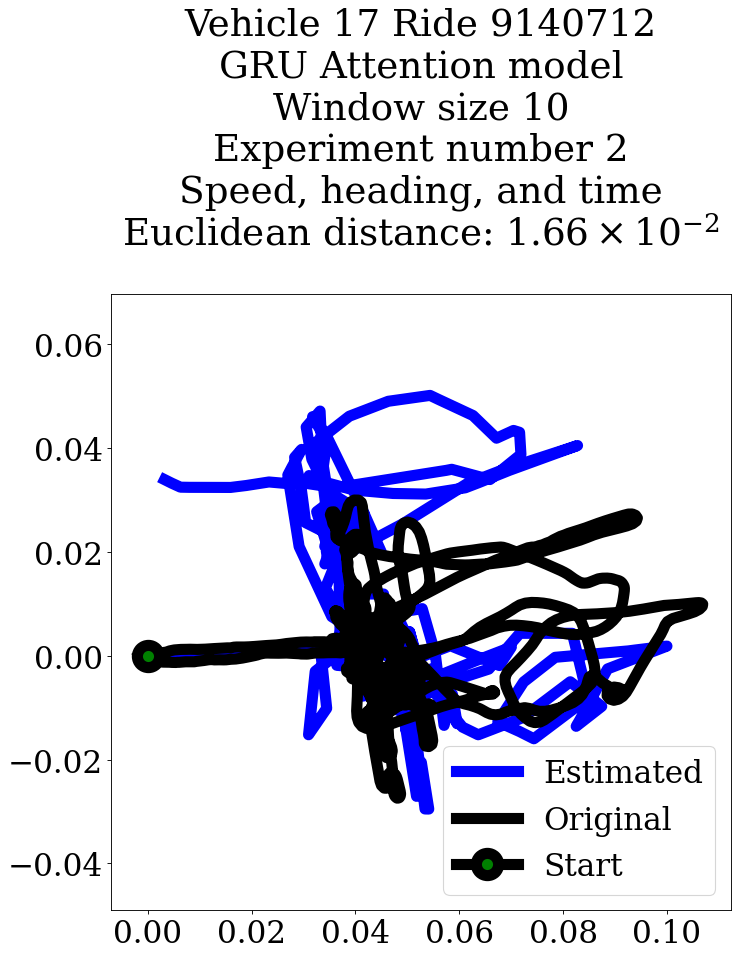 Vehicle 17 Ride 9140712
GRU Attention model
Window size 10
Experiment number 2
Speed, heading, and time
Euclidean distance: 1.66 × 10⁻²
0.06
0.04
0.02
0.00
−0.02
−0.04
Estimated
Original
Start
0.00 0.02 0.04 0.06 0.08 0.10